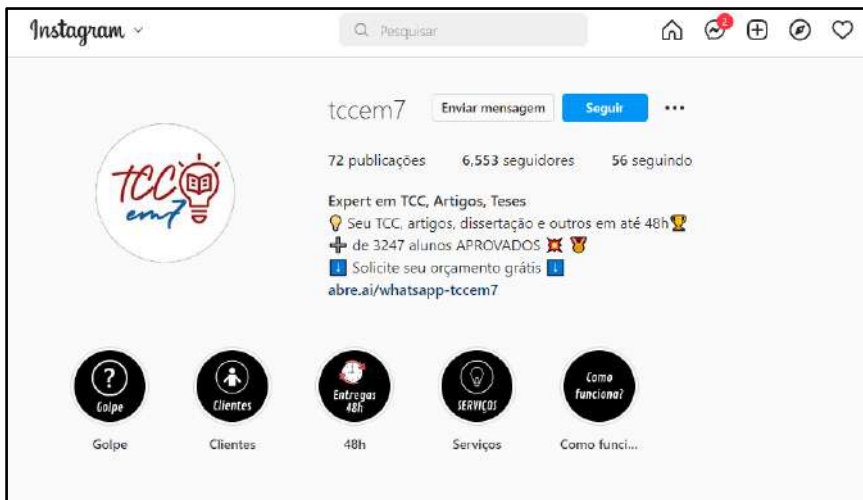 Instagram
Pesquisar
2
tccem7 Enviar mensagem Seguir
72 publicações 6,553 seguidores 56 seguindo
TCC
em7
Expert em TCC, Artigos, Teses
💡 Seu TCC, artigos, dissertação e outros em até 48h🏆
➕ de 3247 alunos APROVADOS 💥 🏅
⬇️ Solicite seu orçamento grátis ⬇️
abre.ai/whatsapp-tccem7
?
Golpe
Clientes
Entregas
48h
SERVIÇOS
Como
funciona?
Golpe Clientes 48h Serviços Como funci...